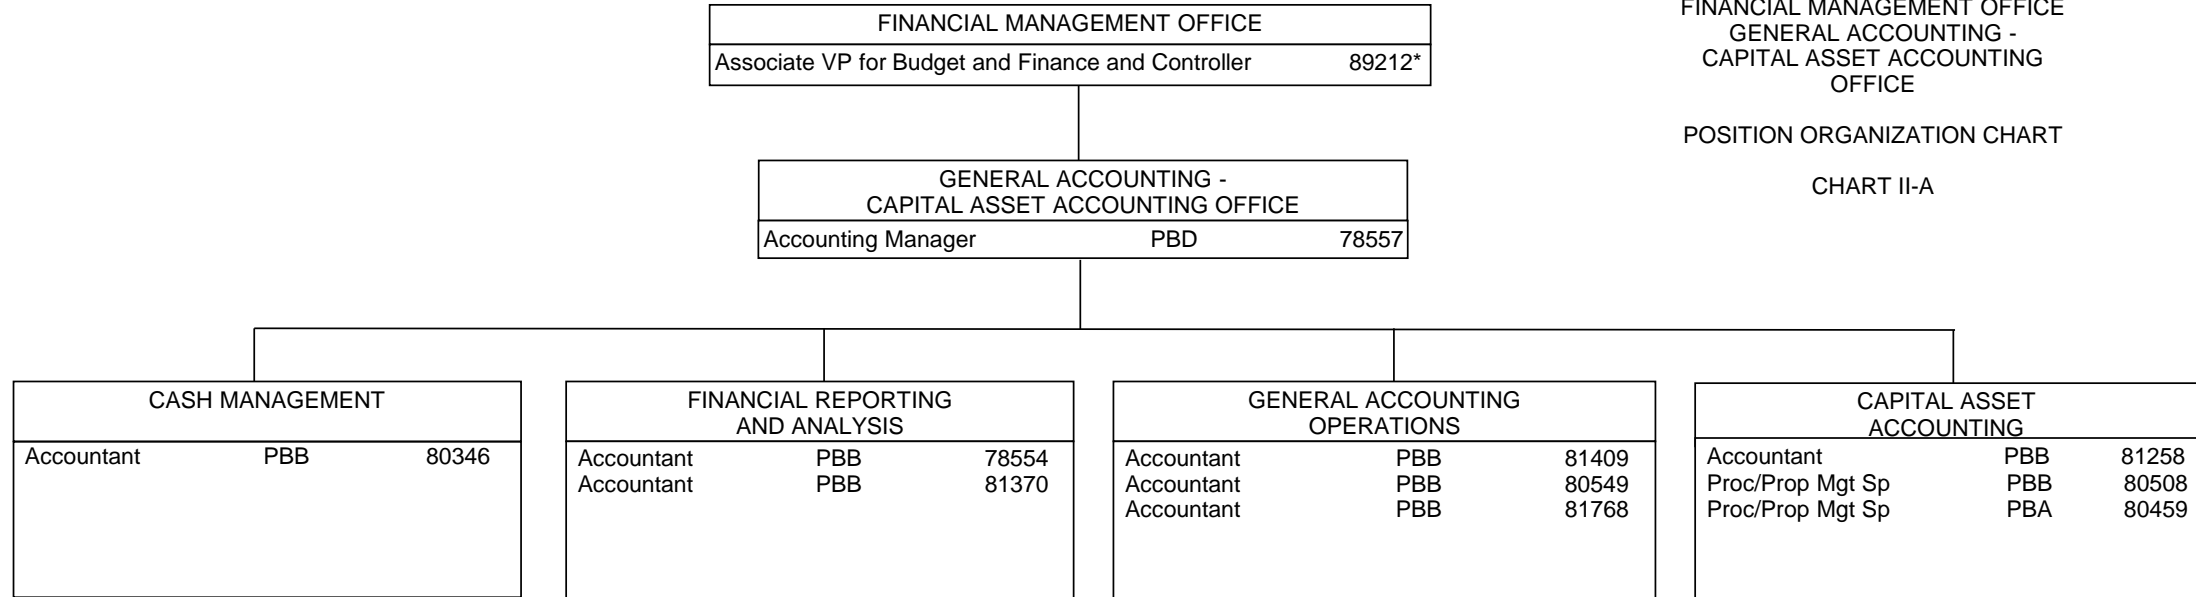 FINANCIAL MANAGEMENT OFFICE
GENERAL ACCOUNTING -
CAPITAL ASSET ACCOUNTING
OFFICE
POSITION ORGANIZATION CHART
CHART II-A
FINANCIAL MANAGEMENT OFFICE
Associate VP for Budget and Finance and Controller 89212*
GENERAL ACCOUNTING -
CAPITAL ASSET ACCOUNTING OFFICE
Accounting Manager PBD 78557
CASH MANAGEMENT
Accountant PBB 80346
FINANCIAL REPORTING
AND ANALYSIS
Accountant PBB 78554
Accountant PBB 81370
GENERAL ACCOUNTING
OPERATIONS
Accountant PBB 81409
Accountant PBB 80549
Accountant PBB 81768
CAPITAL ASSET
ACCOUNTING
Accountant PBB 81258
Proc/Prop Mgt Sp PBB 80508
Proc/Prop Mgt Sp PBA 80459